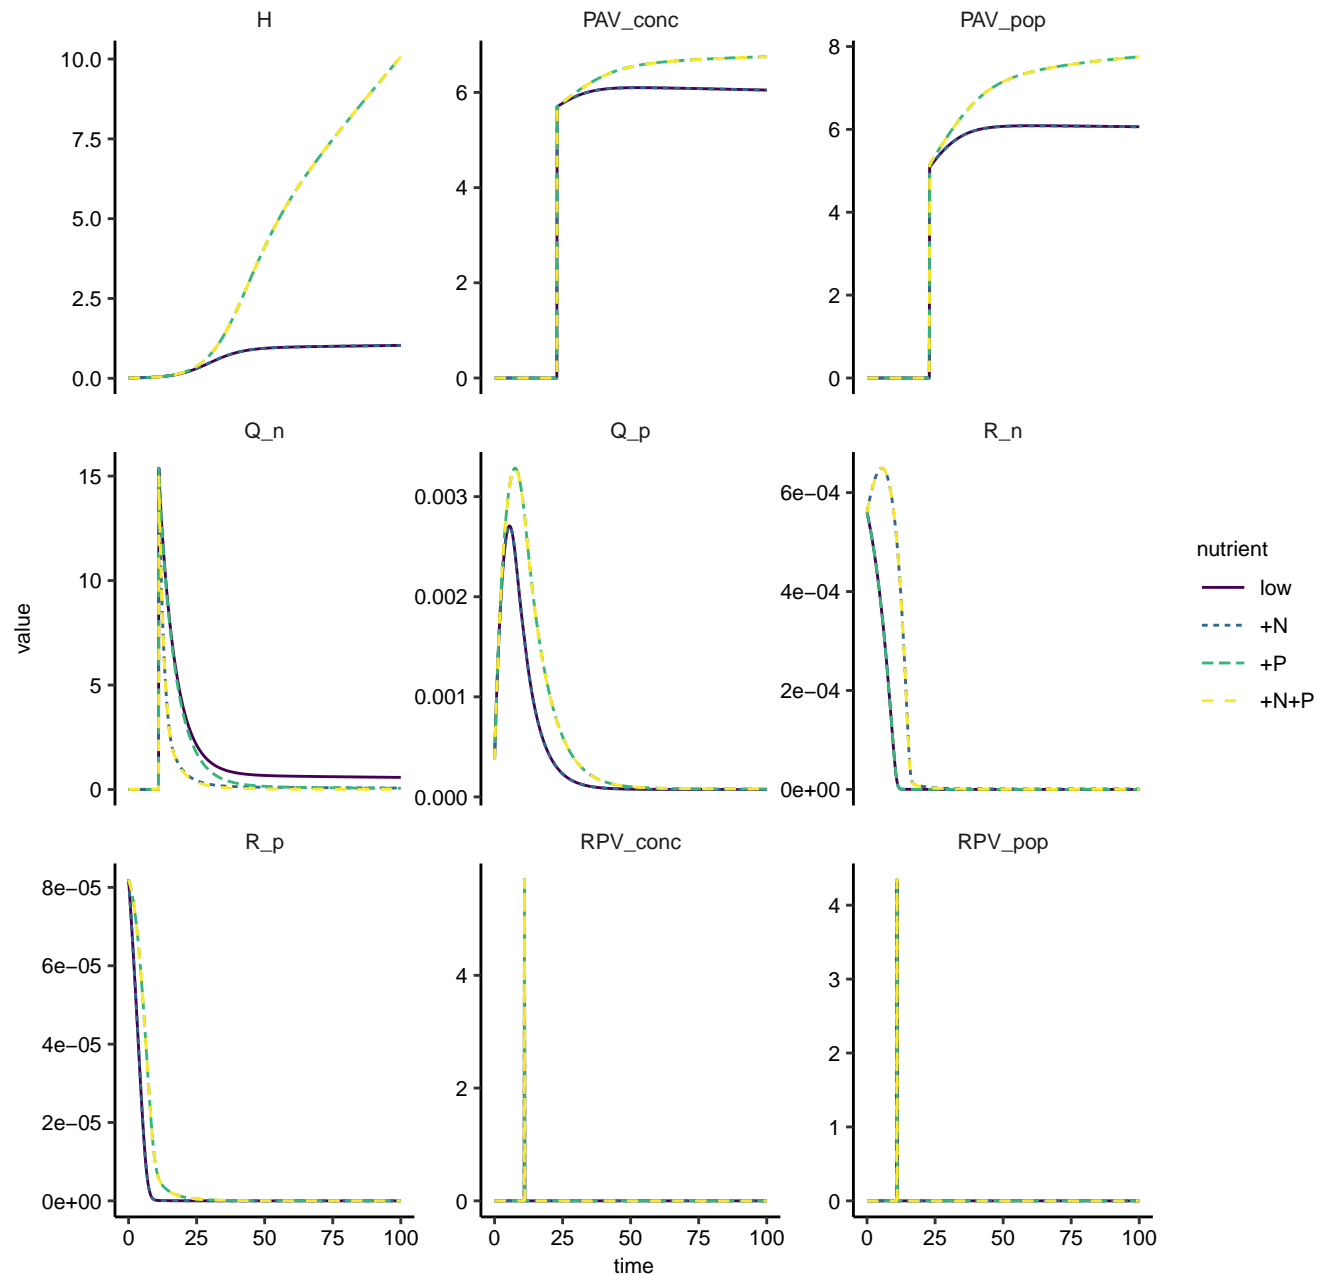 H
PAV_conc
PAV_pop
10.0
7.5
5.0
2.5
0.0
6
4
2
0
8
6
4
2
0
Q_n
Q_p
R_n
15
10
5
0
0.003
0.002
0.001
0.000
6e−04
4e−04
2e−04
0e+00
R_p
RPV_conc
RPV_pop
8e−05
6e−05
4e−05
2e−05
0e+00
4
2
0
4
3
2
1
0
0 25 50 75 100
0 25 50 75 100
0 25 50 75 100
time
value
nutrient
low
+N
+P
+N+P